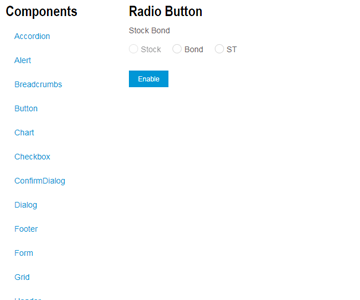 Components
Accordion
Alert
Breadcrumbs
Button
Chart
Checkbox
ConfirmDialog
Dialog
Footer
Form
Grid
Radio Button
Stock Bond
Stock Bond ST
Enable